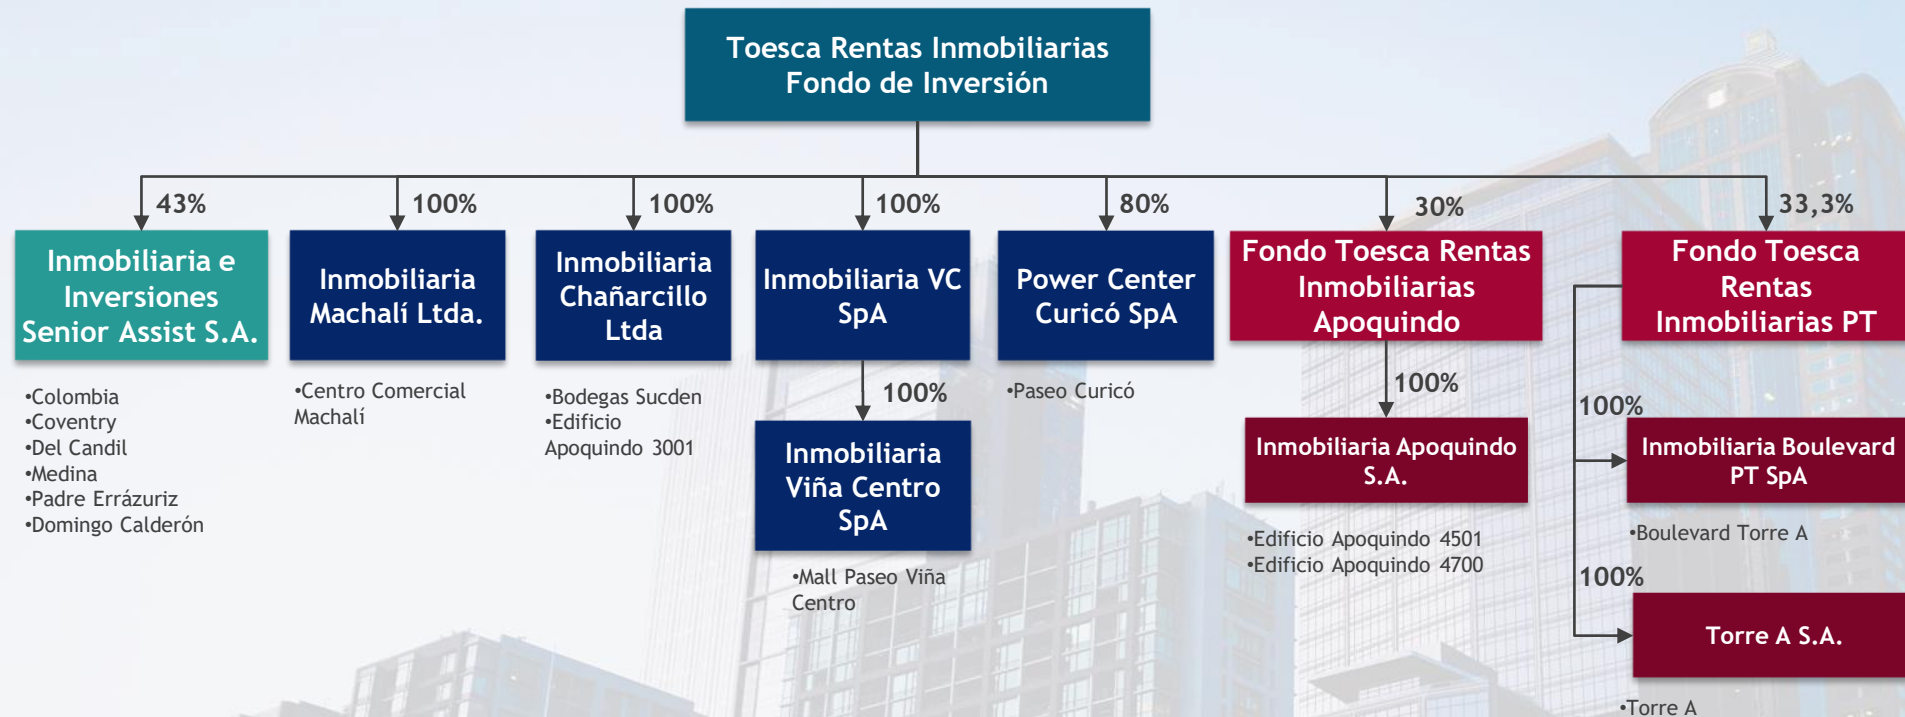 Toesca Rentas Inmobiliarias
Fondo de Inversión
43%
100%
100%
100%
80%
30%
33,3%
Inmobiliaria e
Inversiones
Senior Assist S.A.
•Colombia
•Coventry
•Del Candil
•Medina
•Padre Errázuriz
•Domingo Calderón
Inmobiliaria
Machalí Ltda.
•Centro Comercial
Machalí
Inmobiliaria
Chañarcillo
Ltda
•Bodegas Sucden
•Edificio
Apoquindo 3001
Inmobiliaria VC
SpA
100%
Inmobiliaria
Viña Centro
SpA
•Mall Paseo Viña
Centro
Power Center
Curicó SpA
•Paseo Curicó
Fondo Toesca Rentas
Inmobiliarias
Apoquindo
100%
Inmobiliaria Apoquindo
S.A.
•Edificio Apoquindo 4501
•Edificio Apoquindo 4700
Fondo Toesca
Rentas
Inmobiliarias PT
100%
Inmobiliaria Boulevard
PT SpA
•Boulevard Torre A
100%
Torre A S.A.
•Torre A